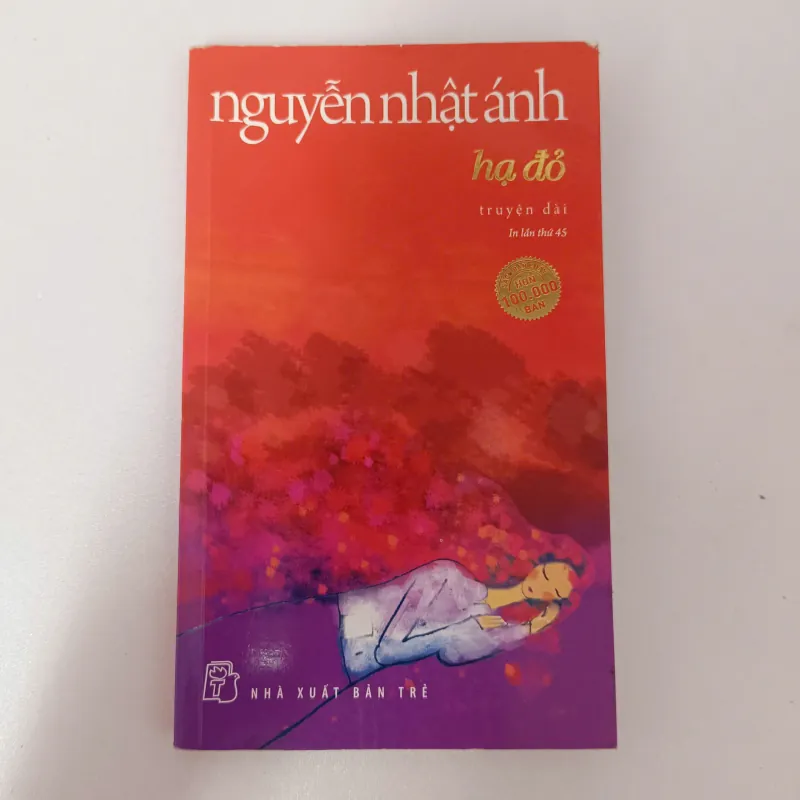 nguyễn nhật ánh
hạ đỏ
truyện dài
In lần thứ 45
100.000
BẢN
NHÀ XUẤT BẢN TRẺ